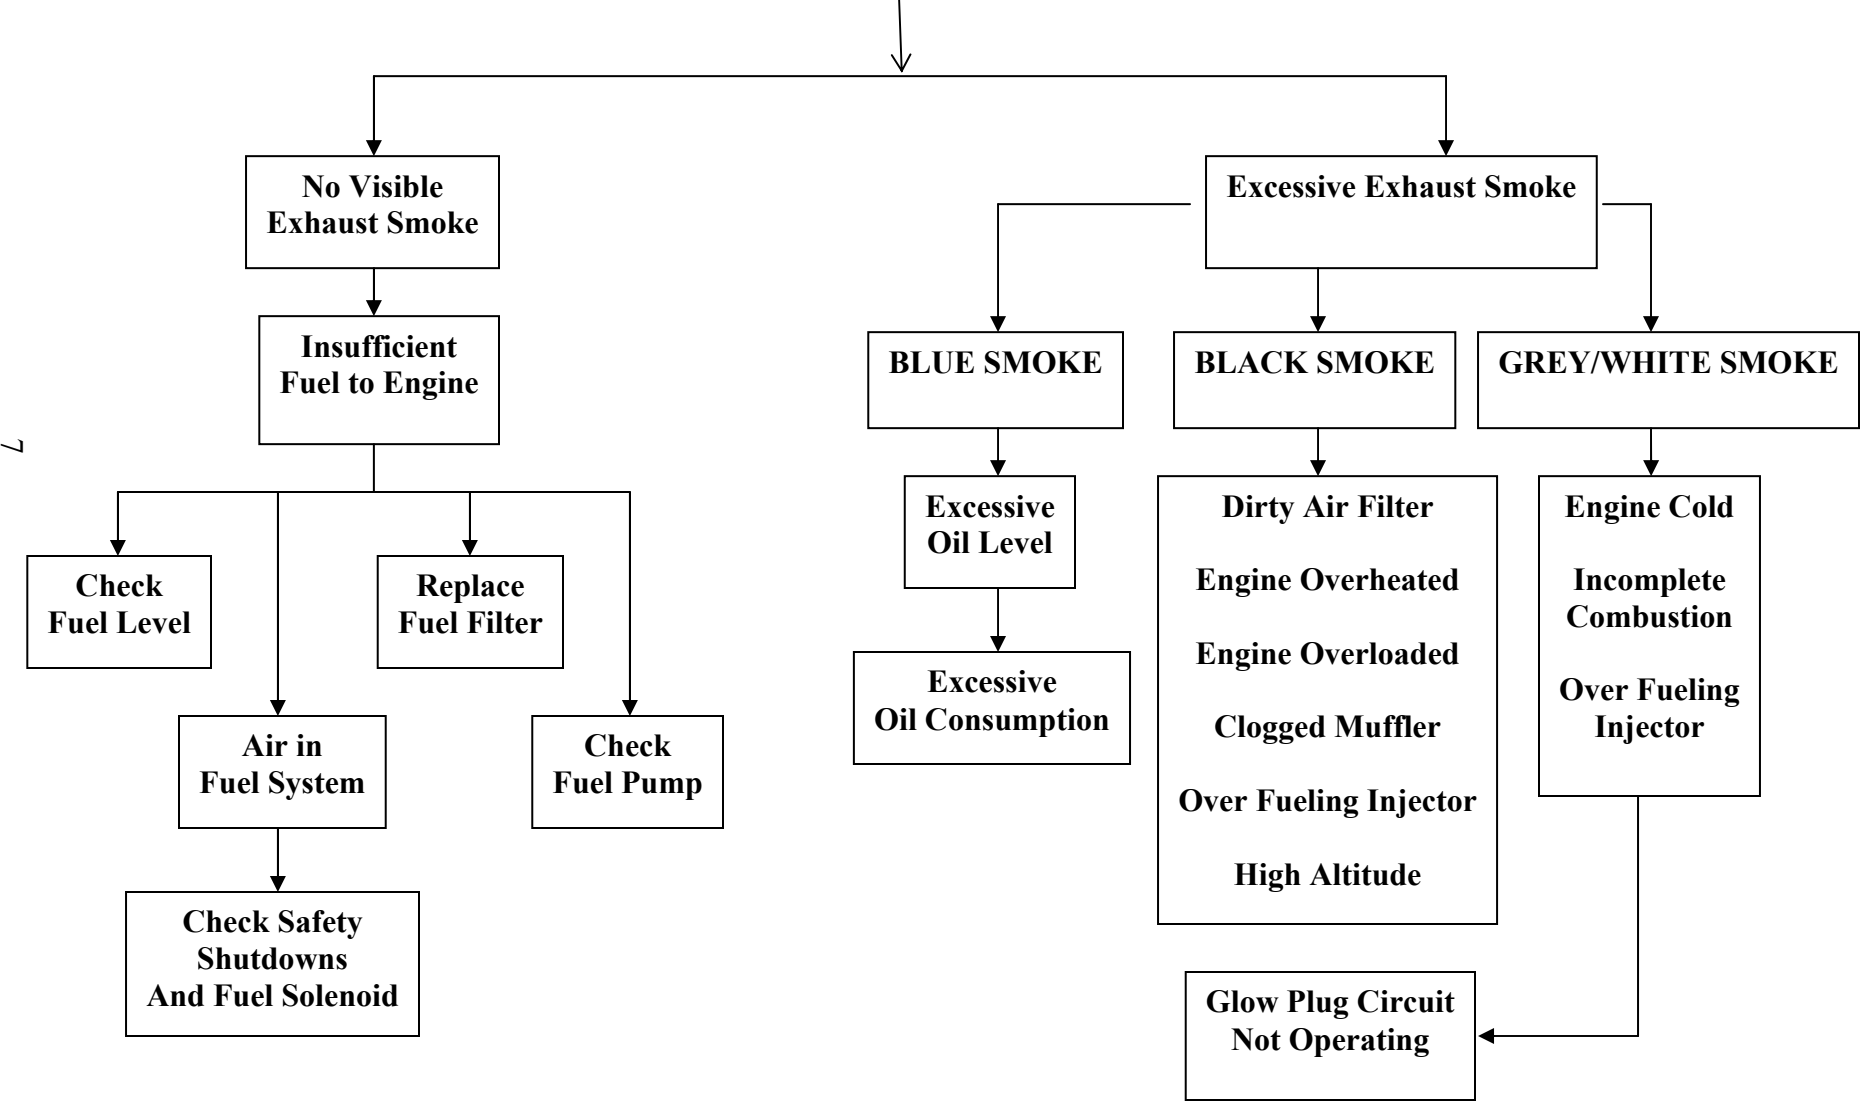 No Visible
Exhaust Smoke
Excessive Exhaust Smoke
Insufficient
Fuel to Engine
BLUE SMOKE
BLACK SMOKE
GREY/WHITE SMOKE
7
Check
Fuel Level
Replace
Fuel Filter
Air in
Fuel System
Check
Fuel Pump
Check Safety
Shutdowns
And Fuel Solenoid
Excessive
Oil Level
Excessive
Oil Consumption
Dirty Air Filter
Engine Overheated
Engine Overloaded
Clogged Muffler
Over Fueling Injector
High Altitude
Engine Cold
Incomplete
Combustion
Over Fueling
Injector
Glow Plug Circuit
Not Operating